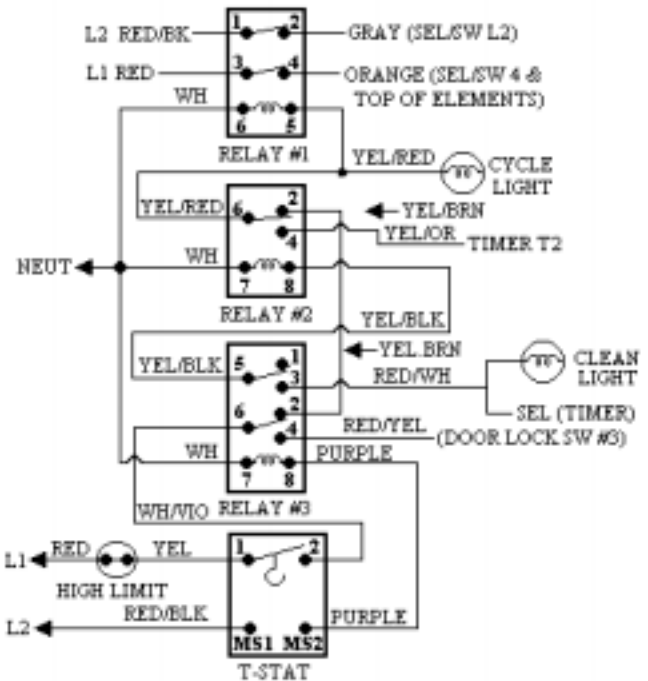 L2 RED/BK 1 2 GRAY (SEL/SW L2)
L1 RED 3 4 ORANGE (SEL/SW 4 &
TOP OF ELEMENTS)
WH
6 5
RELAY #1
YEL/RED CYCLE
LIGHT
YEL/RED 6 2 YEL/BRN
4 YEL/OR
TIMER T2
NEUT WH
7 8
RELAY #2
YEL/BLK
YEL/BLK 5 1 YEL.BRN CLEAN
LIGHT
3 RED/WH
6 2 SEL (TIMER)
4 RED/YEL (DOOR LOCK SW #3)
WH PURPLE
7 8
WH/VIO RELAY #3
L1 RED YEL 1 2
HIGH LIMIT
L2 RED/BLK PURPLE
MS1 MS2
T-STAT